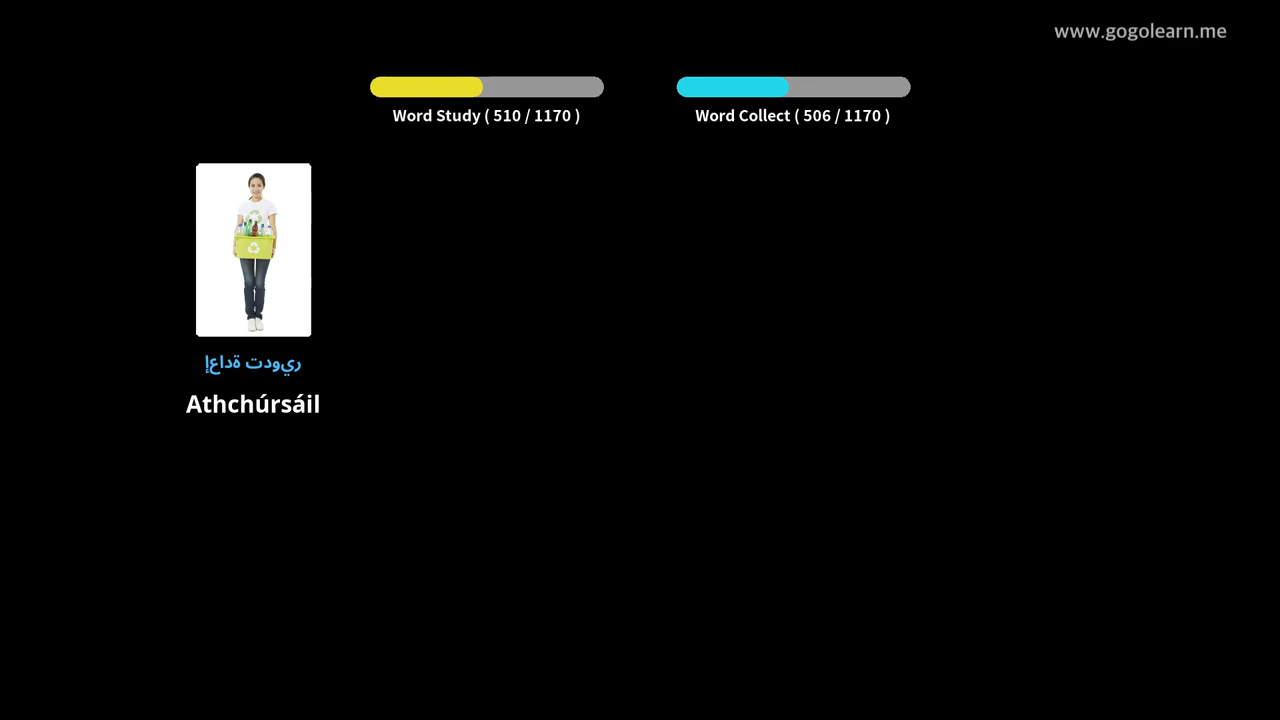 www.gogolearn.me
Word Study ( 510 / 1170 )
Word Collect ( 506 / 1170 )
إعادة تدوير
Athchúrsáil